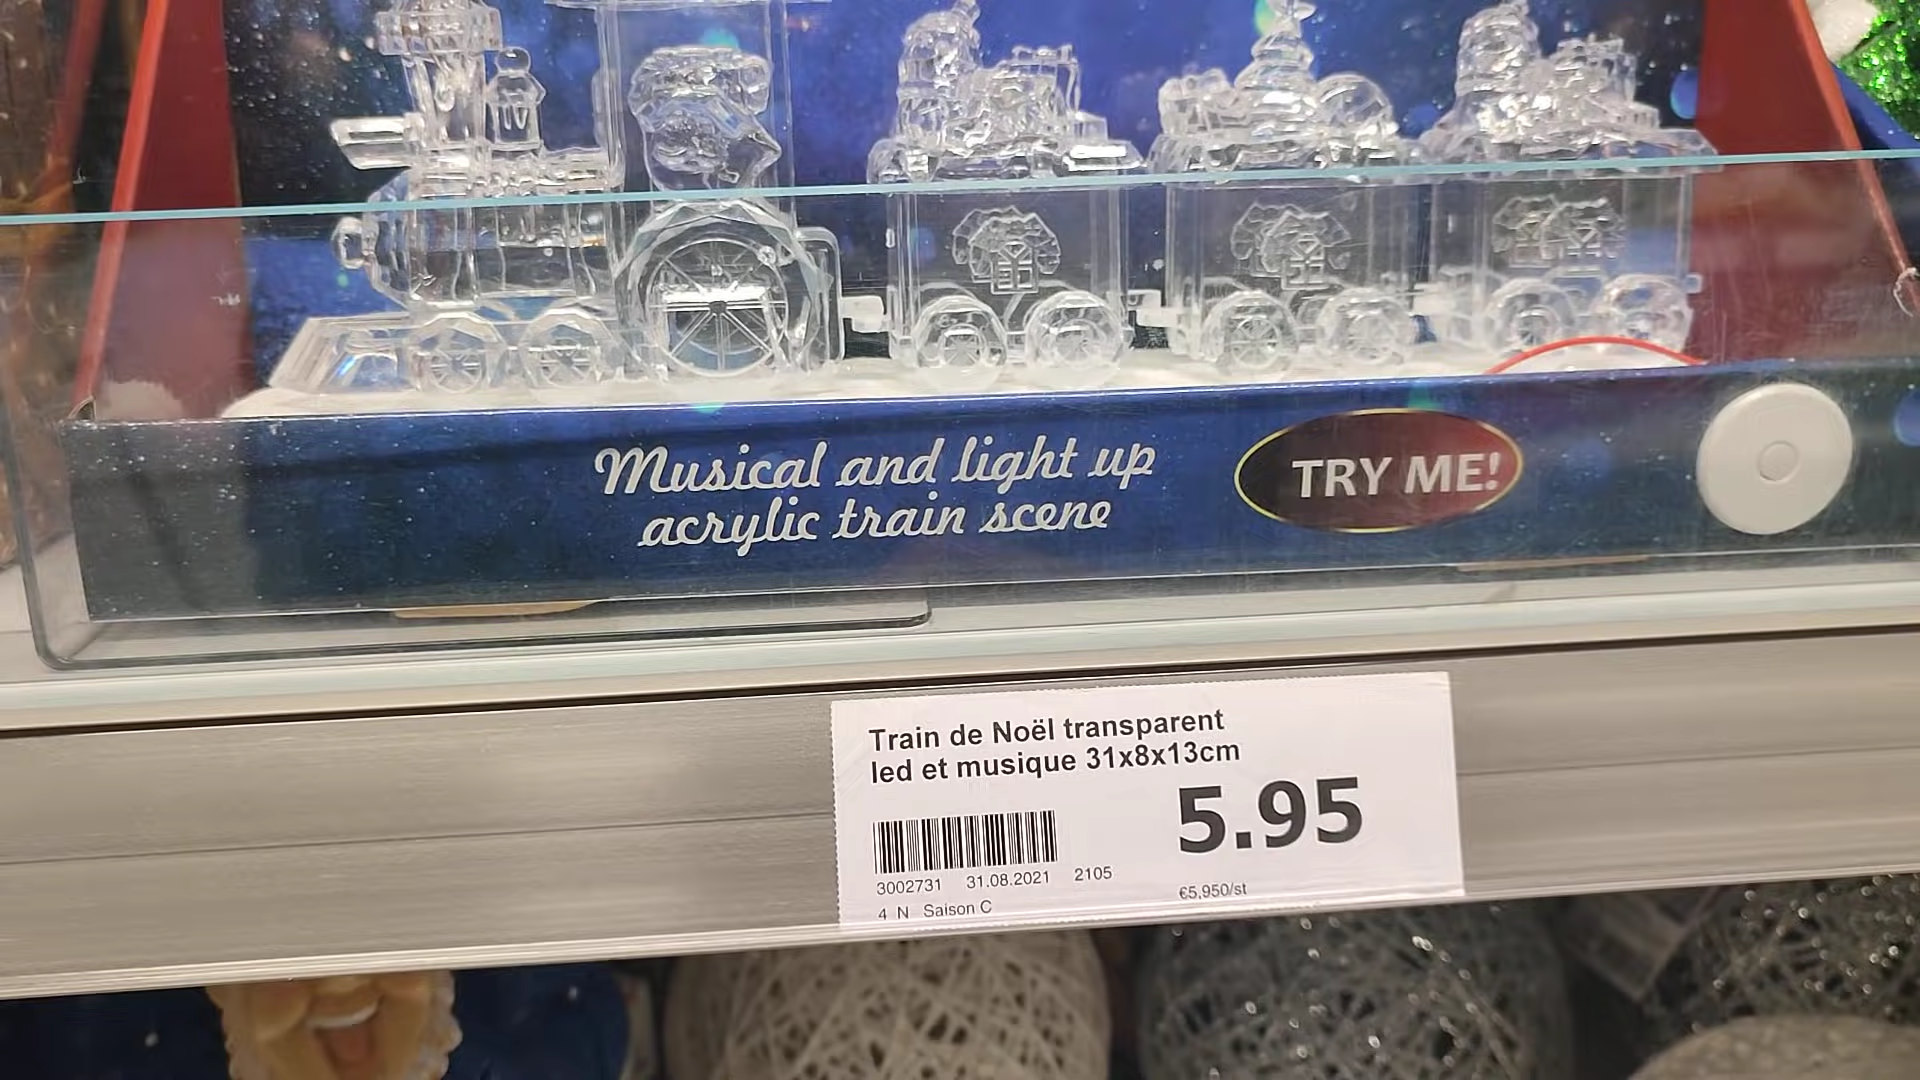 Musical and light up
acrylic train scene
TRY ME!
Train de Noël transparent
led et musique 31x8x13cm
5.95
3002731 31.08.2021 2105
€5,950/st
4 N Saison C